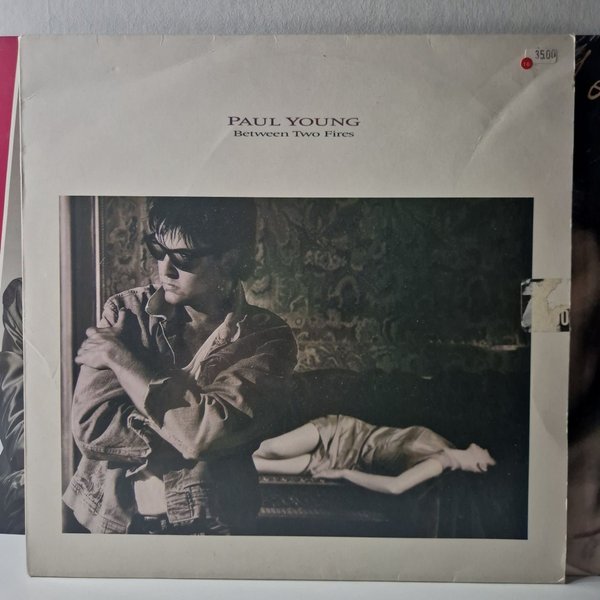 35.00
PAUL YOUNG
Between Two Fires